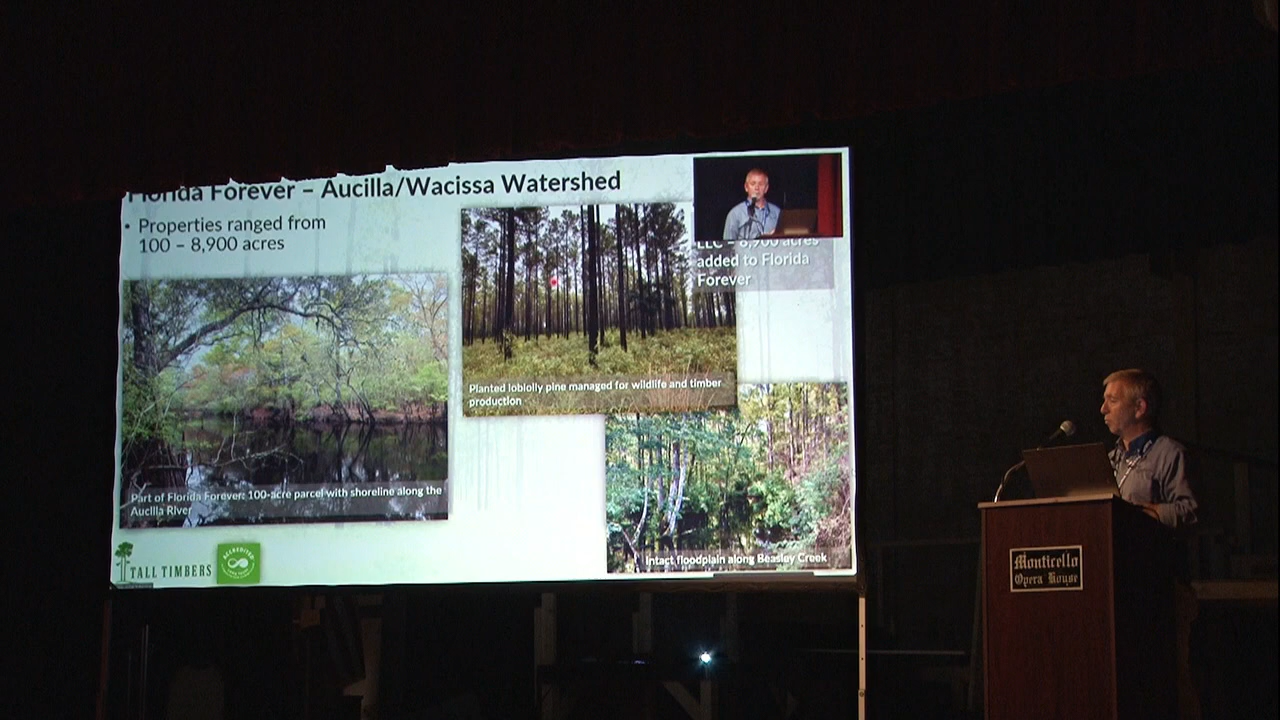 Florida Forever – Aucilla/Wacissa Watershed
• Properties ranged from
100 – 8,900 acres
LLC – 8,900 acres
added to Florida
Forever
Planted loblolly pine managed for wildlife and timber
production
Part of Florida Forever: 100-acre parcel with shoreline along the
Aucilla River
Intact floodplain along Beasley Creek
TALL TIMBERS
ACCREDITED
Monticello
Opera House